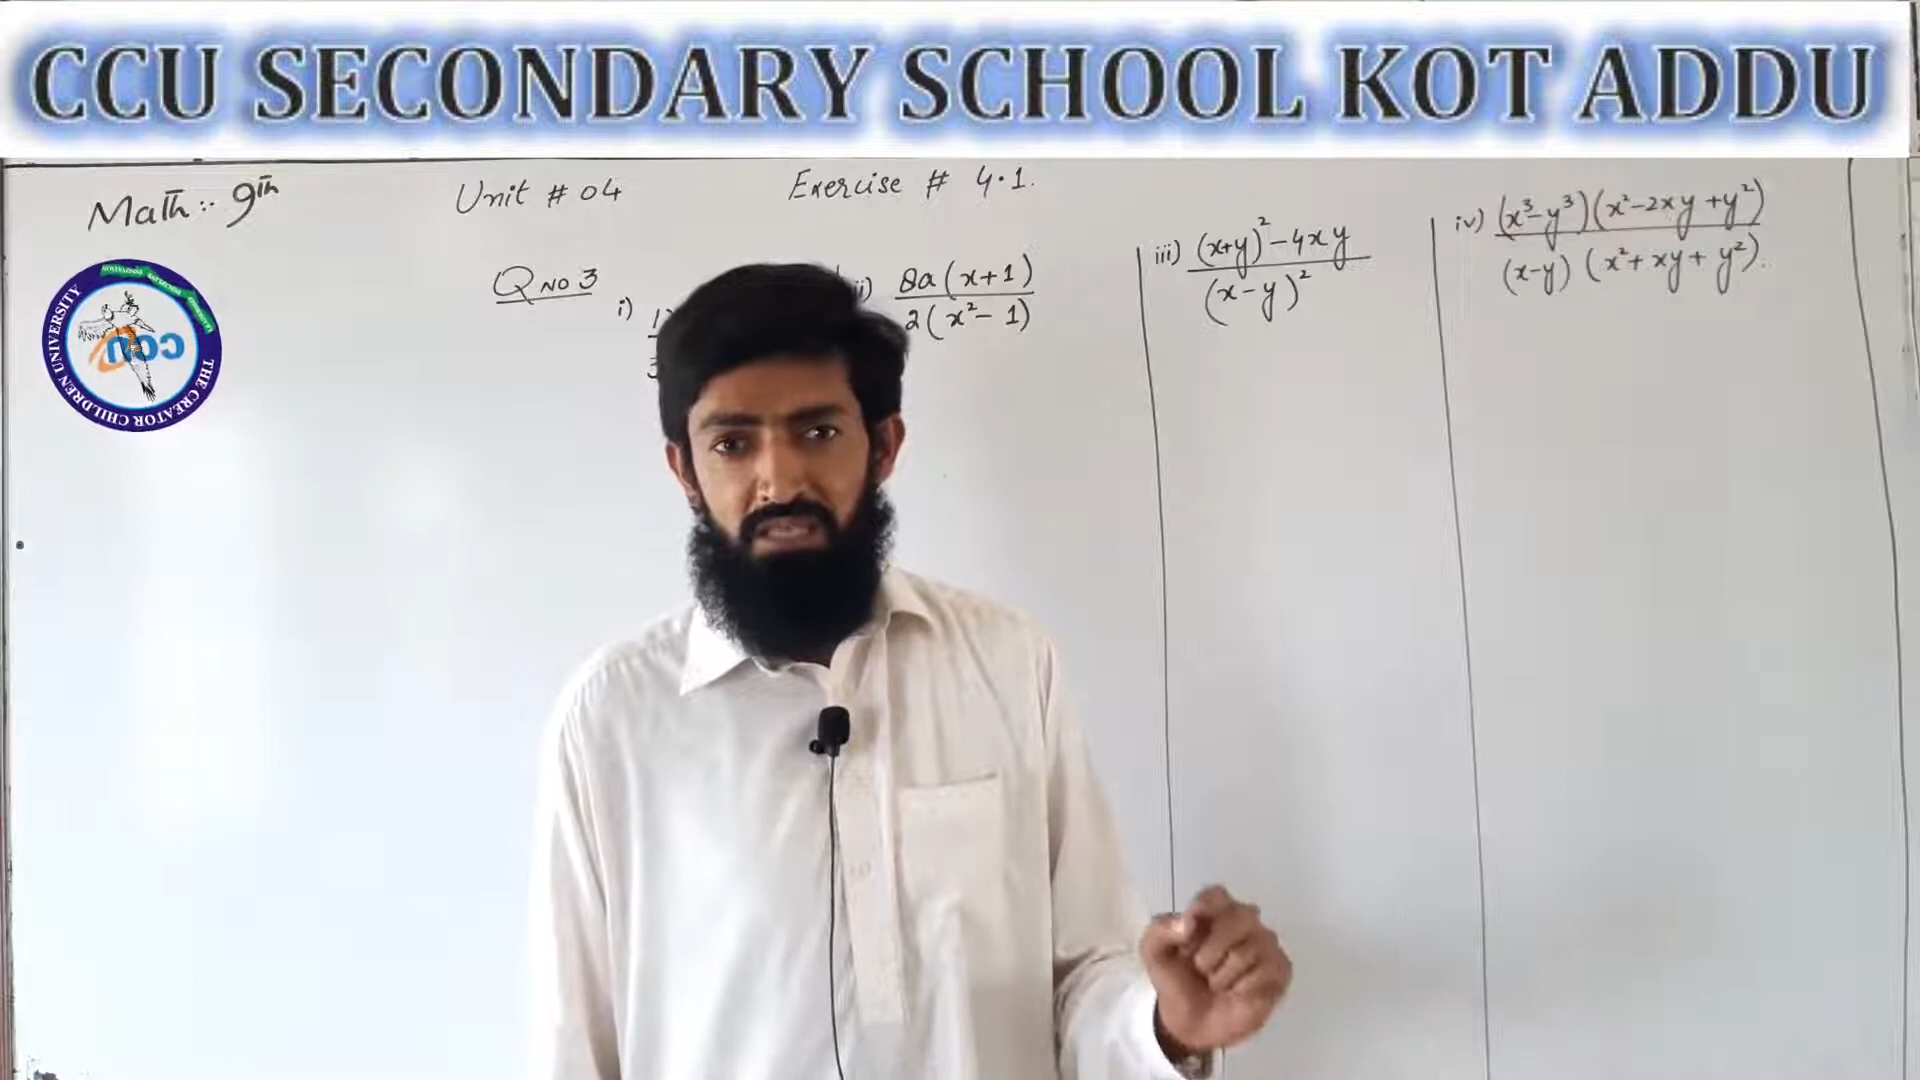 CCU SECONDARY SCHOOL KOT ADDU
Math:- 9th Unit # 04 Exercise # 4.1.
THE CREATOR CHILDREN UNIVERSITY
CCU
Q No 3
i)
ii) 8a(x+1)
2(x²-1)
iii) (x+y)²-4xy
(x-y)²
iv) (x³-y³)(x²-2xy+y²)
(x-y)(x²+xy+y²).